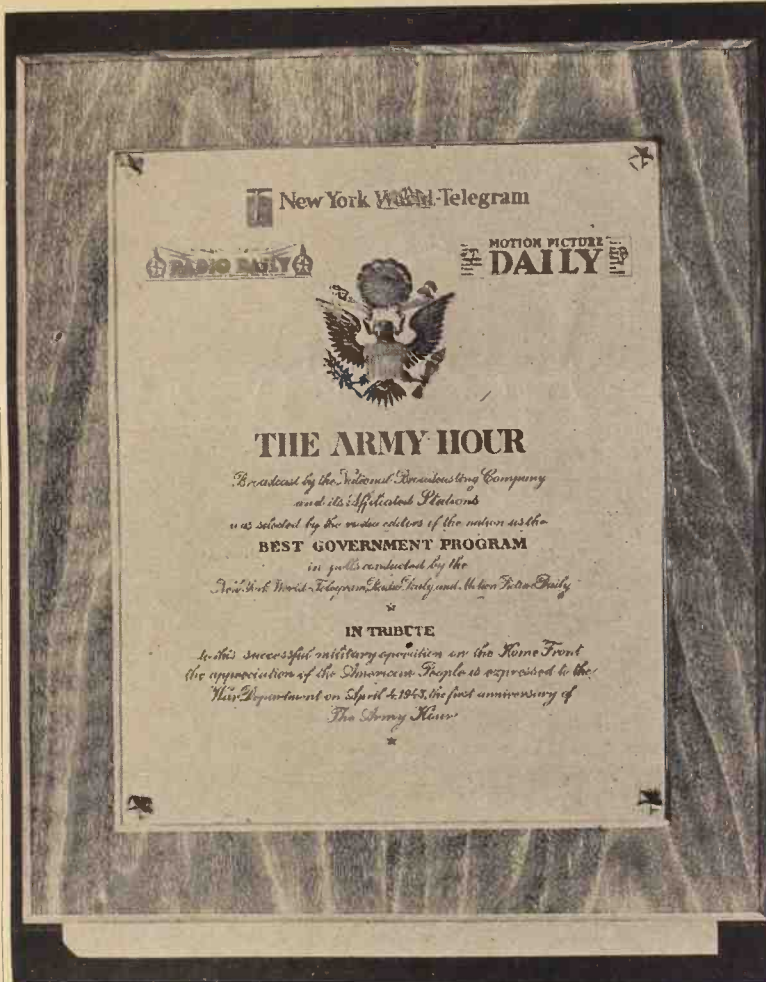 New York World-Telegram
RADIO DAILY
MOTION PICTURE
DAILY
THE ARMY HOUR
Broadcast by the National Broadcasting Company
and its Affiliated Stations
was selected by the radio editors of the nation as the
BEST GOVERNMENT PROGRAM
in polls conducted by the
New York World-Telegram, Radio Daily and Motion Picture Daily
IN TRIBUTE
to this successful military operation on the Home Front
the appreciation of the American People is expressed to the
War Department on April 4, 1943, the first anniversary of
The Army Hour